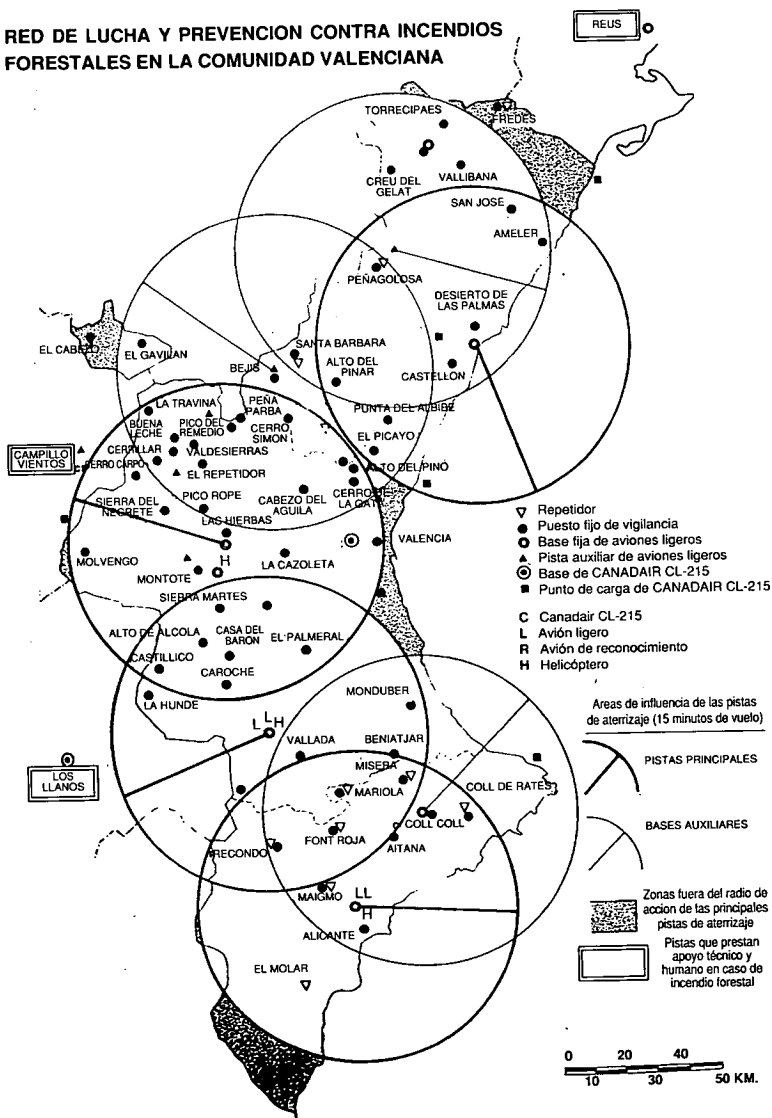 RED DE LUCHA Y PREVENCION CONTRA INCENDIOS
FORESTALES EN LA COMUNIDAD VALENCIANA
REUS
TORRECIPAES
FREDES
CREU DEL
GELAT
VALLIBANA
SAN JOSE
AMELER
PEÑAGOLOSA
DESIERTO DE
LAS PALMAS
EL CABEZO
EL GAVILAN
SANTA BARBARA
BEJIS
ALTO DEL
PINAR
CASTELLON
LA TRAVINA
PEÑA
PARBA
PUNTA DEL ALBIBE
BUENA
LECHE
PICO DEL
REMEDIO
CERRO
SIMON
EL PICAYO
CAMPILLO
VIENTOS
CERRILLAR
VALDESIERRAS
CERRO CARPO
EL REPETIDOR
ALTO DEL PINO
SIERRA DEL
NEGRETE
PICO ROPE
CABEZO DEL
AGUILA
CERRO DE
LA GATA
LAS HIERBAS
VALENCIA
H
MOLVENGO
MONTOTE
LA CAZOLETA
SIERRA MARTES
ALTO DE ALCOLA
CASA DEL
BARON
EL PALMERAL
CASTILLICO
CAROCHE
LA HUNDE
MONDUBER
L L H
VALLADA
BENIATJAR
LOS
LLANOS
MISERA
MARIOLA
COLL DE RATES
COLL COLL
FONT ROJA
AITANA
RECONDO
MAIGMO
LL
H
ALICANTE
EL MOLAR
Repetidor
Puesto fijo de vigilancia
Base fija de aviones ligeros
Pista auxiliar de aviones ligeros
Base de CANADAIR CL-215
Punto de carga de CANADAIR CL-215
C Canadair CL-215
L Avión ligero
R Avión de reconocimiento
H Helicóptero
Areas de influencia de las pistas
de aterrizaje (15 minutos de vuelo)
PISTAS PRINCIPALES
BASES AUXILIARES
Zonas fuera del radio de
accion de las principales
pistas de aterrizaje
Pistas que prestan
apoyo técnico y
humano en caso de
incendio forestal
0 20 40
10 30 50 KM.